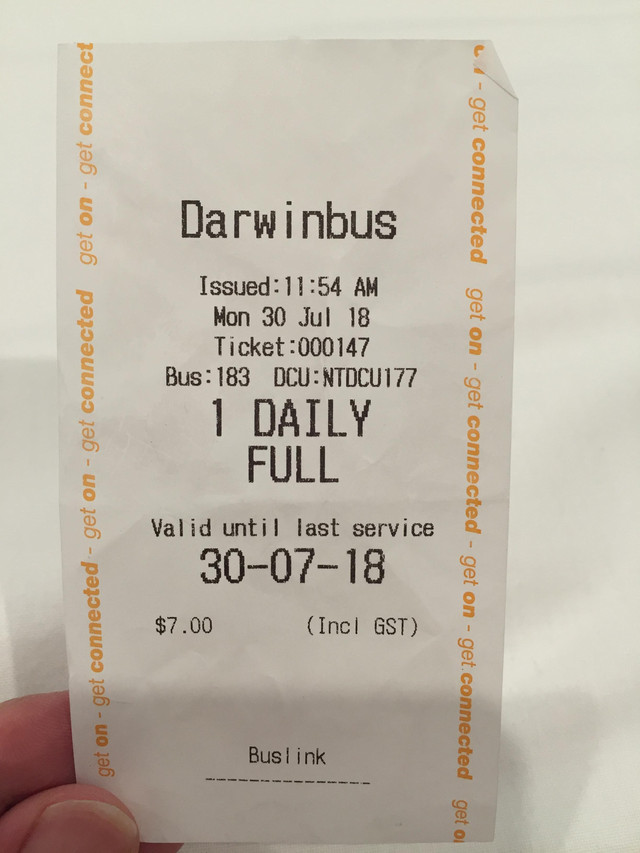 Darwinbus
Issued:11:54 AM
Mon 30 Jul 18
Ticket:000147
Bus:183 DCU:NTDCU177
1 DAILY
FULL
Valid until last service
30-07-18
$7.00 (Incl GST)
Buslink
get on - get connected - get on - get connected get on - get connect
- get connected get on - get connected - get on - get connected get o